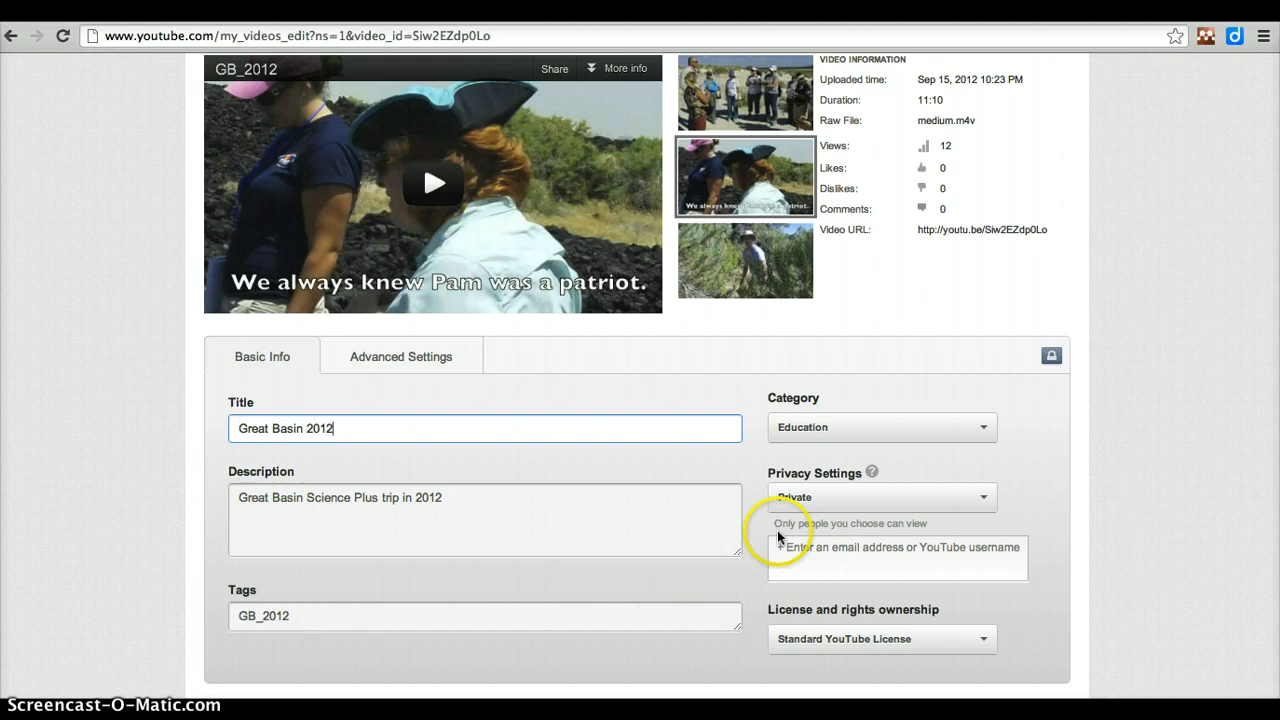 www.youtube.com/my_videos_edit?ns=1&video_id=Siw2EZdp0Lo
GB_2012
Share
More info
We always knew Pam was a patriot.
We always knew Pam was a patriot.
VIDEO INFORMATION
Uploaded time: Sep 15, 2012 10:23 PM
Duration: 11:10
Raw File: medium.m4v
Views: 12
Likes: 0
Dislikes: 0
Comments: 0
Video URL: http://youtu.be/Siw2EZdp0Lo
Basic Info
Advanced Settings
Title
Great Basin 2012
Description
Great Basin Science Plus trip in 2012
Tags
GB_2012
Category
Education
Privacy Settings ?
Private
Only people you choose can view
+Enter an email address or YouTube username
License and rights ownership
Standard YouTube License
Screencast-O-Matic.com